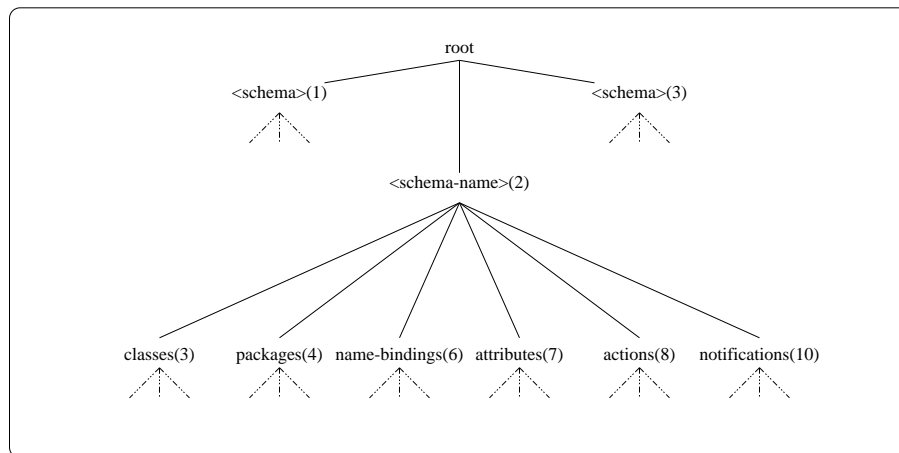 root
<schema>(1) <schema>(3)
<schema-name>(2)
classes(3) packages(4) name-bindings(6) attributes(7) actions(8) notifications(10)